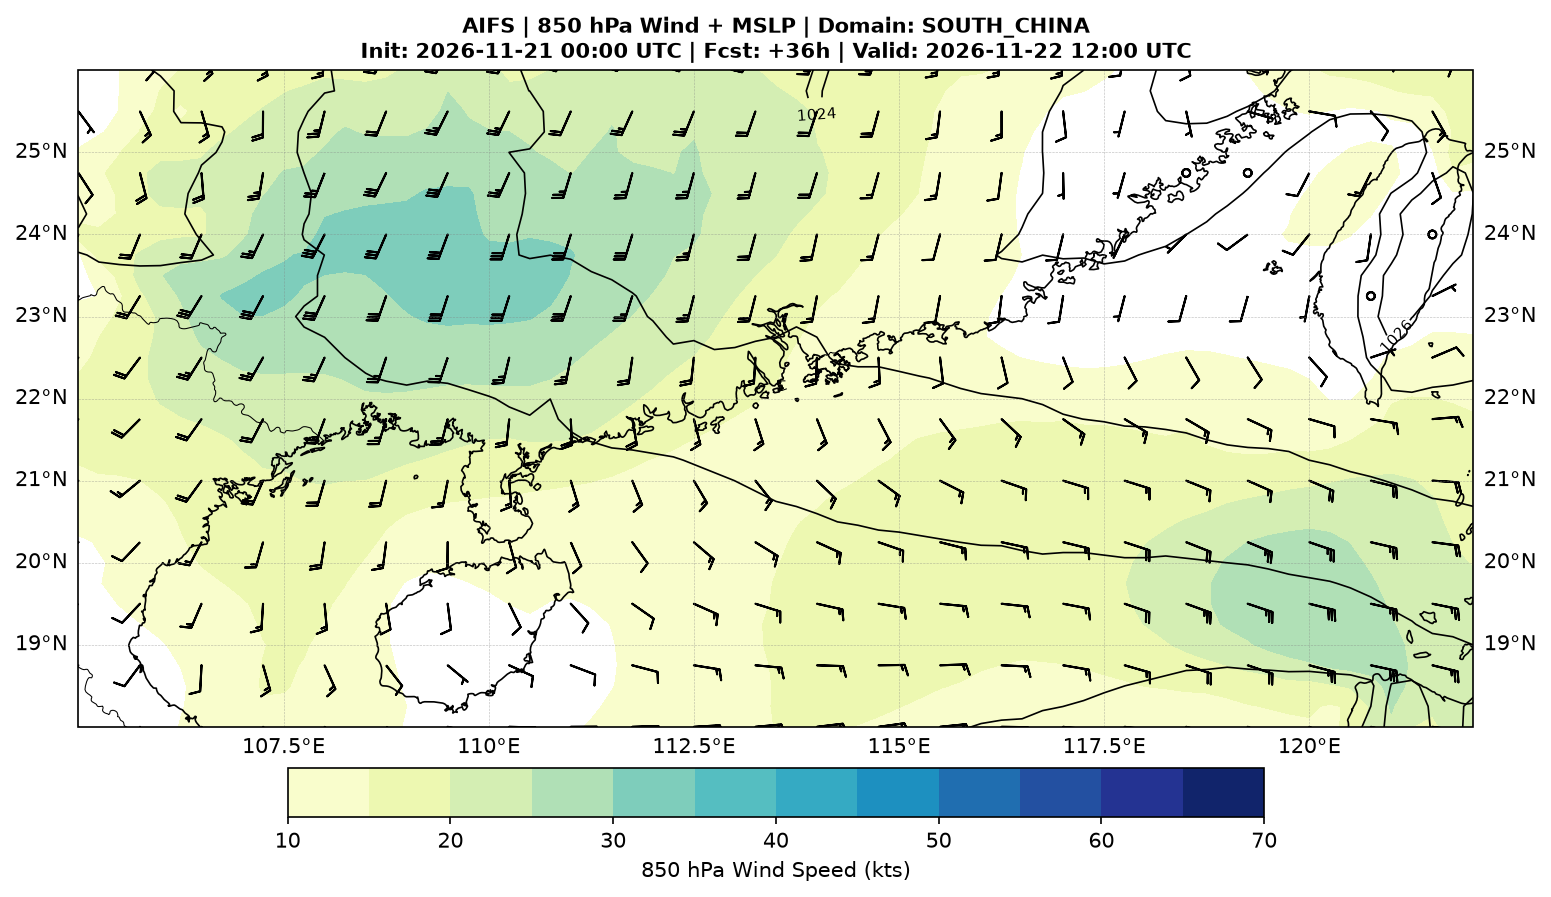 AIFS | 850 hPa Wind + MSLP | Domain: SOUTH_CHINA
Init: 2026-11-21 00:00 UTC | Fcst: +36h | Valid: 2026-11-22 12:00 UTC
1024
25°N 25°N
24°N 24°N
23°N 23°N
1026
22°N 22°N
21°N 21°N
20°N 20°N
19°N 19°N
107.5°E 110°E 112.5°E 115°E 117.5°E 120°E
10 20 30 40 50 60 70
850 hPa Wind Speed (kts)